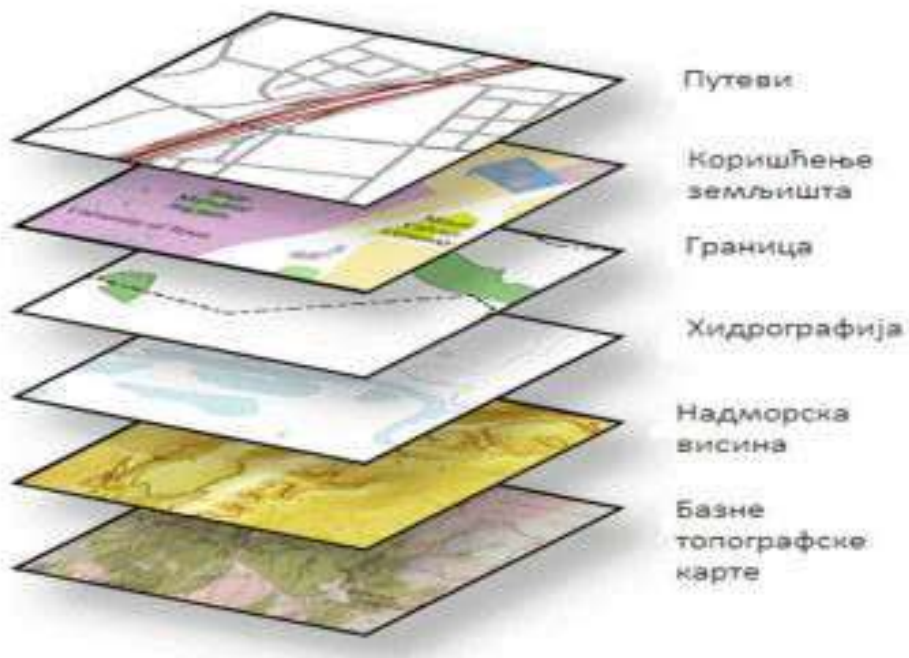 Путеви
Коришћење
земљишта
Граница
Хидрографија
Надморска
висина
Базне
топографске
карте